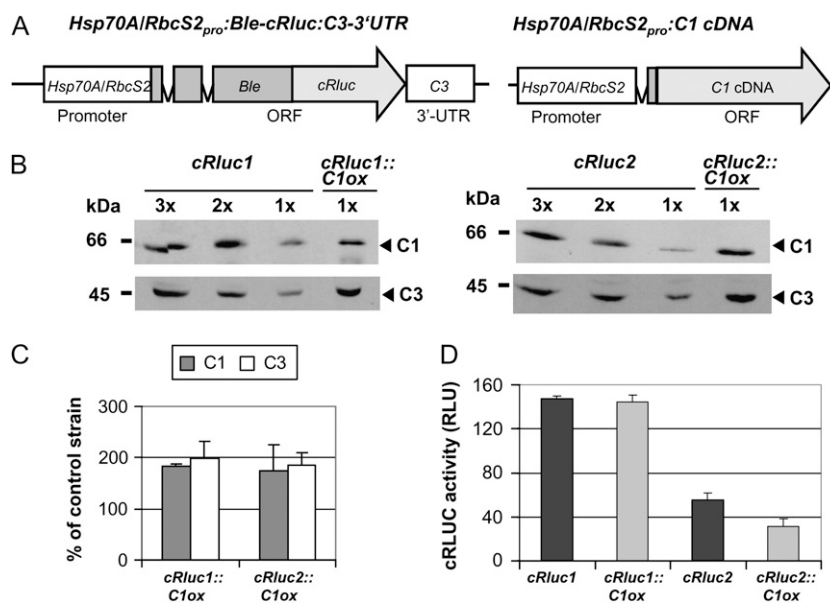 A
Hsp70A/RbcS2pro:Ble-cRluc:C3-3'UTR
Hsp70A/RbcS2pro:C1 cDNA
Hsp70A/RbcS2
Ble
cRluc
C3
Promoter
ORF
3'-UTR
Hsp70A/RbcS2
C1 cDNA
Promoter
ORF
B
cRluc1
cRluc1::
C1ox
kDa
3x 2x 1x 1x
66
C1
45
C3
cRluc2
cRluc2::
C1ox
kDa
3x 2x 1x 1x
66
C1
45
C3
C
C1 C3
% of control strain
300
200
100
0
cRluc1::
C1ox
cRluc2::
C1ox
D
cRLUC activity (RLU)
160
120
80
40
0
cRluc1
cRluc1::
C1ox
cRluc2
cRluc2::
C1ox